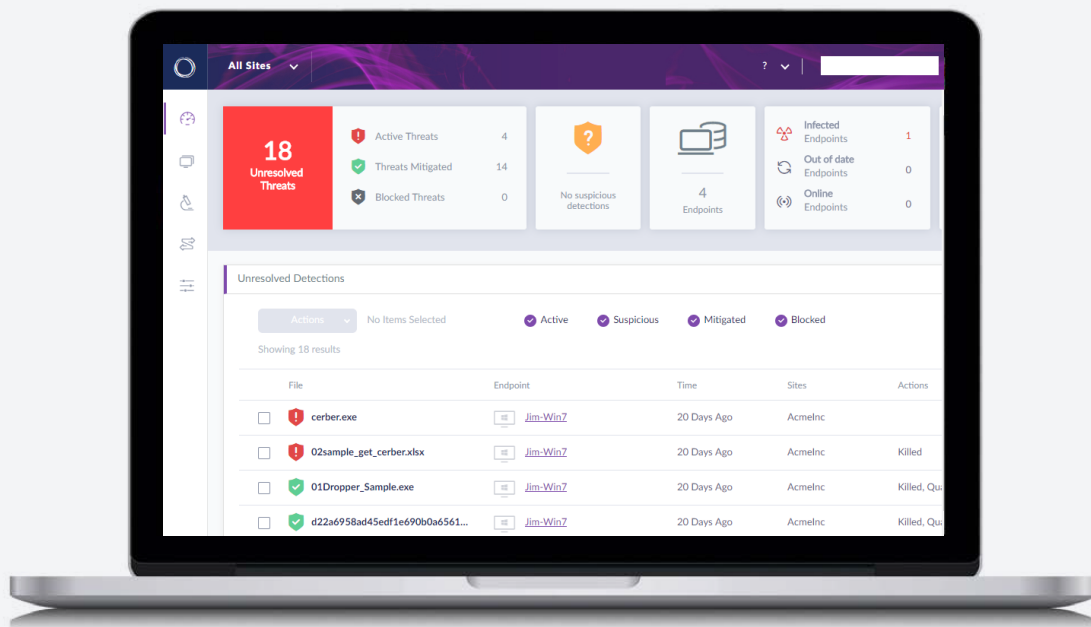 All Sites
?
18
Unresolved
Threats
Active Threats 4
Threats Mitigated 14
Blocked Threats 0
?
No suspicious
detections
4
Endpoints
Infected
Endpoints 1
Out of date
Endpoints 0
Online
Endpoints 0
Unresolved Detections
Actions No Items Selected Active Suspicious Mitigated Blocked
Showing 18 results
File Endpoint Time Sites Actions
cerber.exe Jim-Win7 20 Days Ago AcmeInc
02sample_get_cerber.xlsx Jim-Win7 20 Days Ago AcmeInc Killed
01Dropper_Sample.exe Jim-Win7 20 Days Ago AcmeInc Killed,
d22a6958ad45edf1e690b0a6561... Jim-Win7 20 Days Ago AcmeInc Killed,